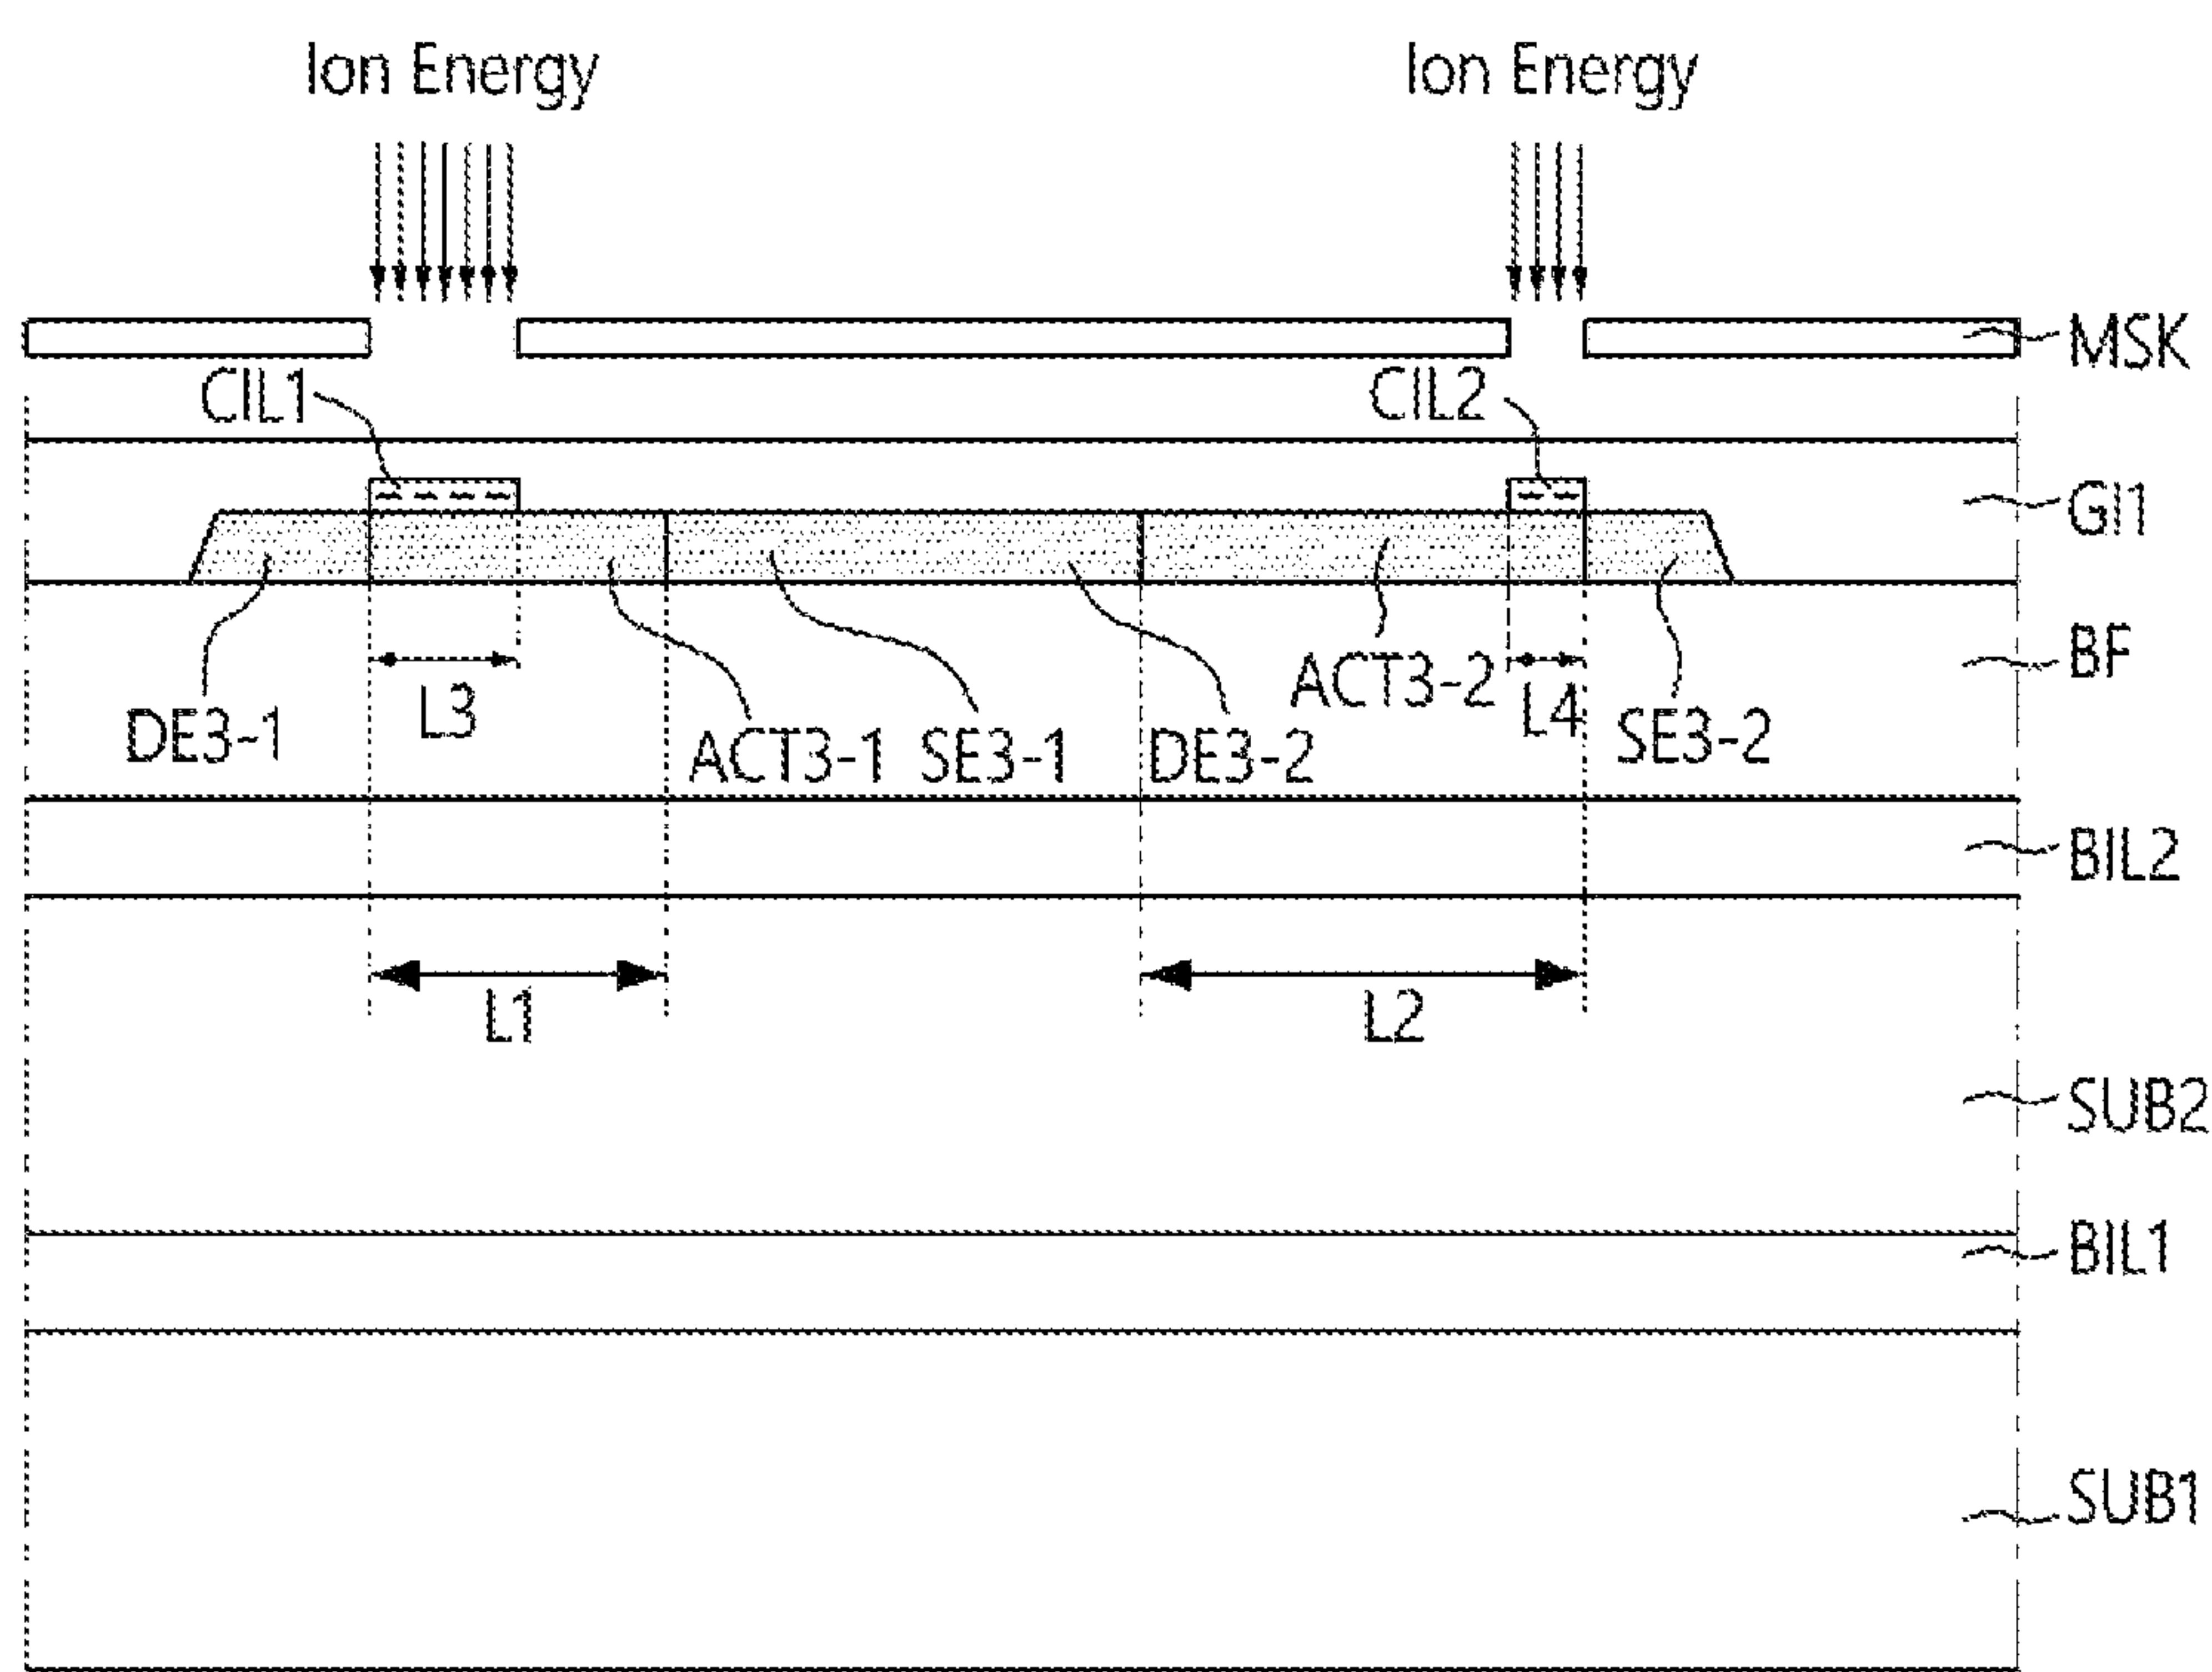 Ion Energy
Ion Energy
MSK
CIL1
CIL2
GI1
BF
DE3-1
L3
ACT3-1
SE3-1
DE3-2
ACT3-2
L4
SE3-2
BIL2
L1
L2
SUB2
BIL1
SUB1